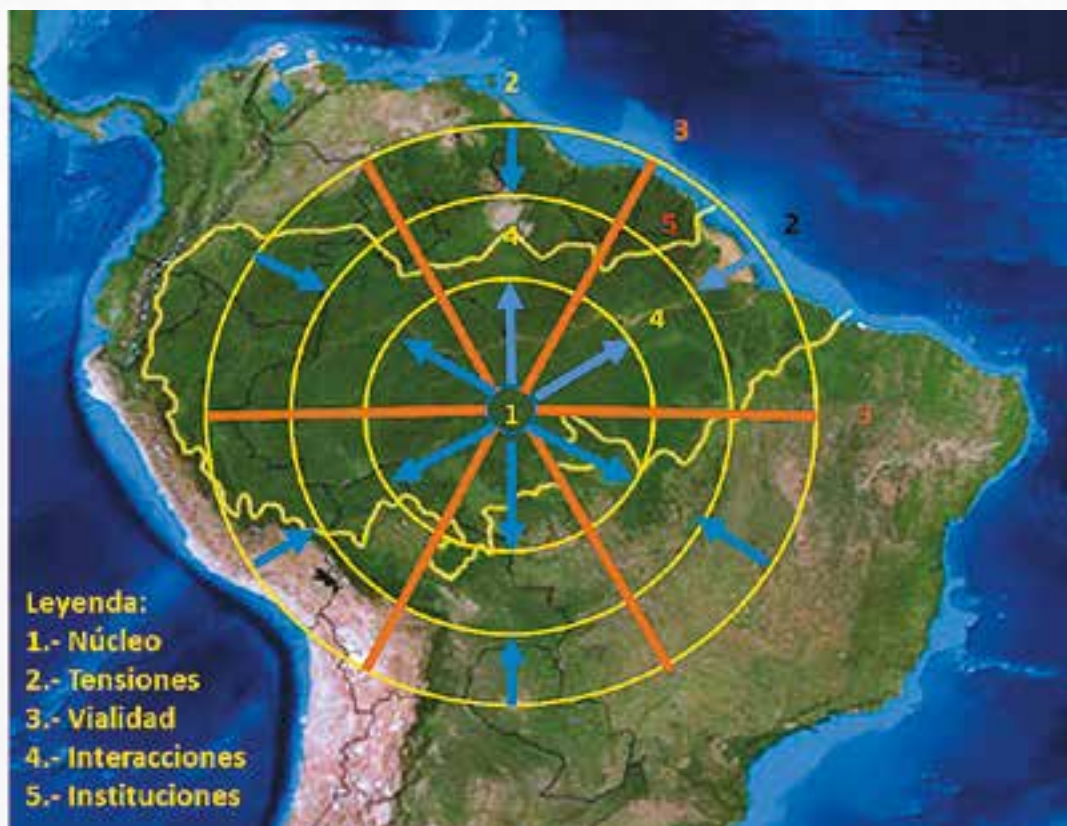 2
3
5
2
4
4
1
3
Leyenda:
1.- Núcleo
2.- Tensiones
3.- Vialidad
4.- Interacciones
5.- Instituciones